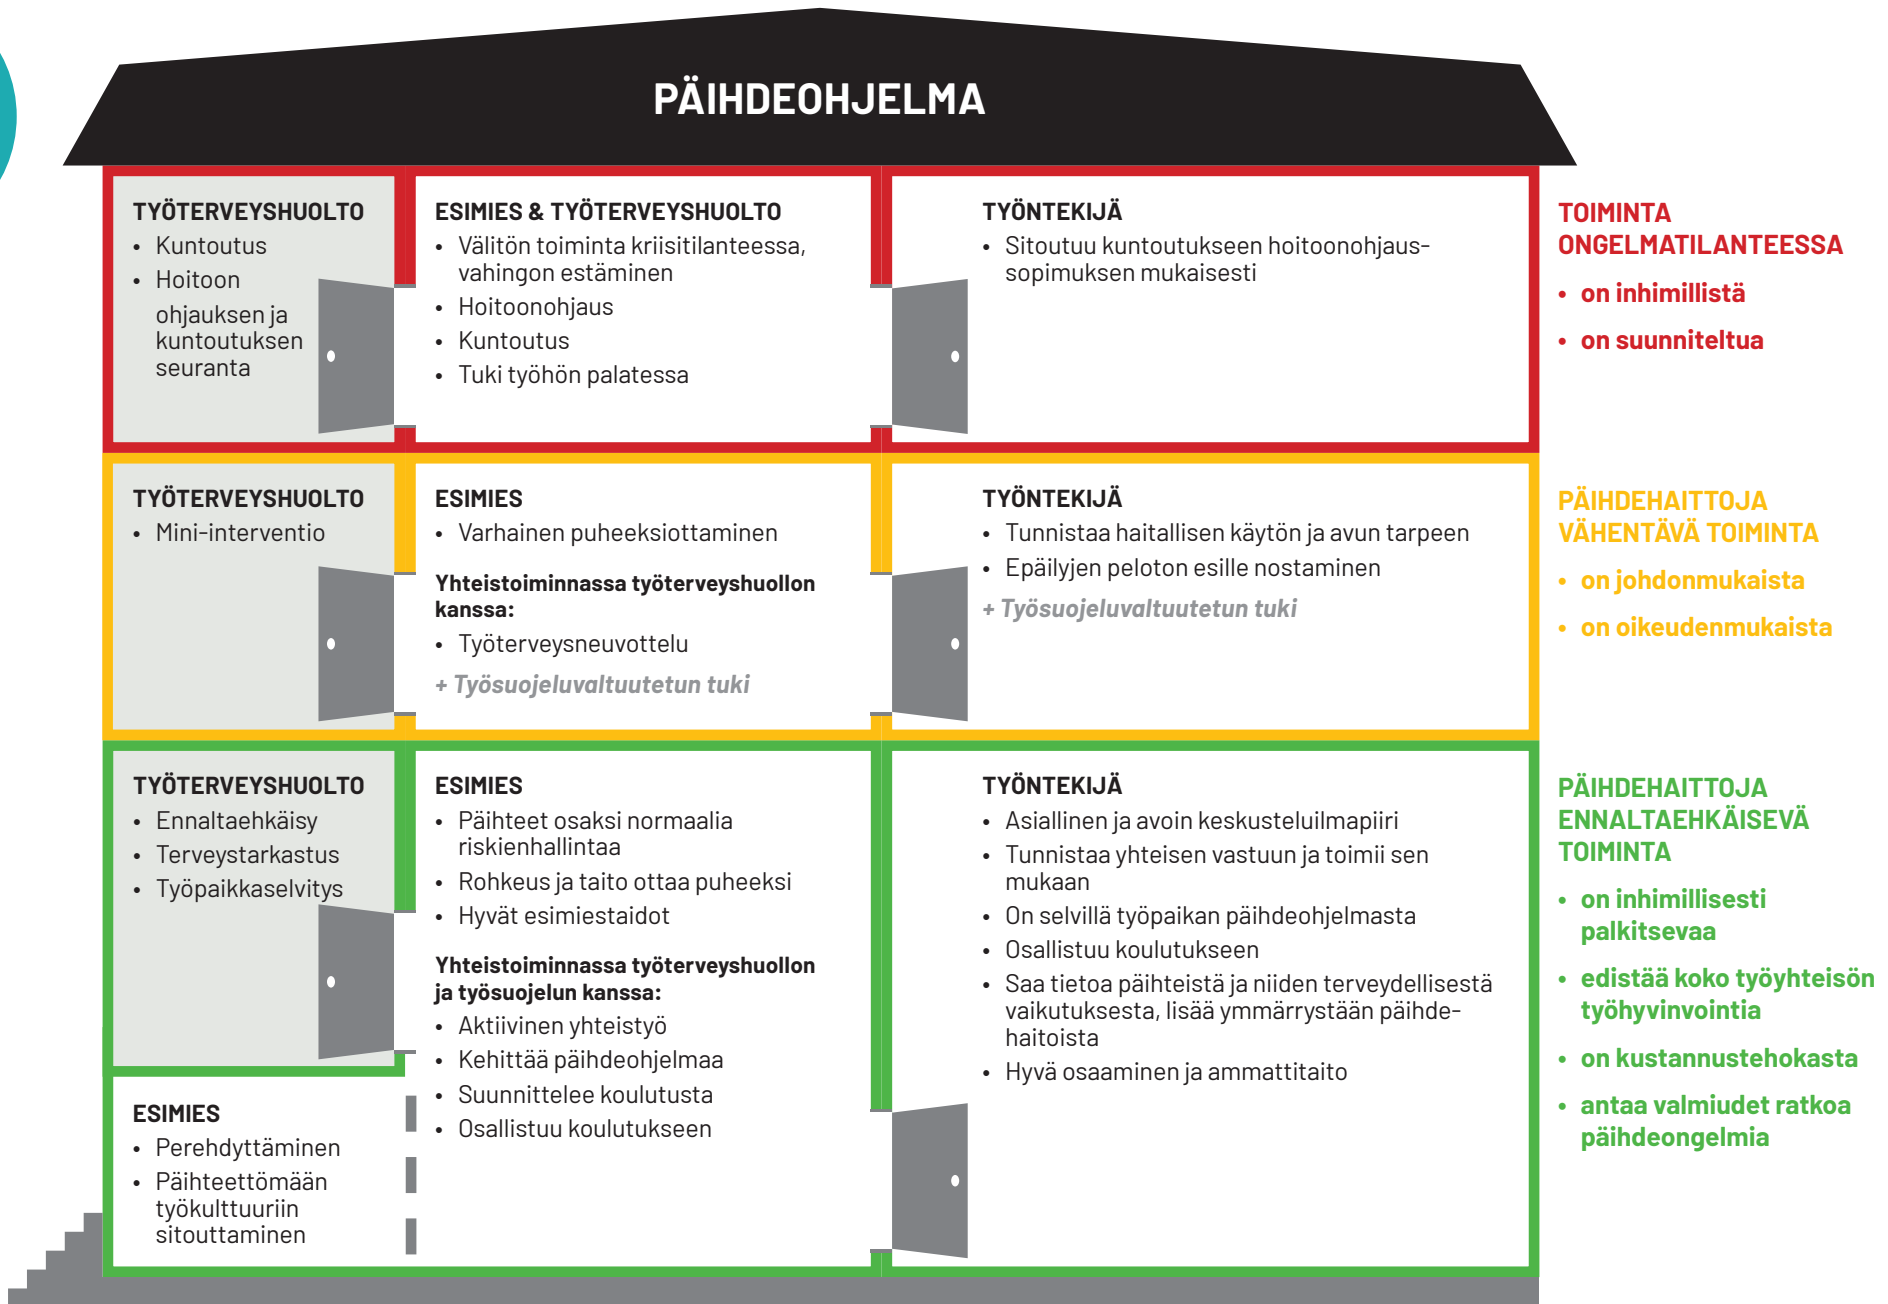 PÄIHDEOHJELMA
TYÖTERVEYSHUOLTO
• Kuntoutus
• Hoitoon
ohjauksen ja
kuntoutuksen
seuranta
ESIMIES & TYÖTERVEYSHUOLTO
• Välitön toiminta kriisitilanteessa,
vahingon estäminen
• Hoitoonohjaus
• Kuntoutus
• Tuki työhön palatessa
TYÖNTEKIJÄ
• Sitoutuu kuntoutukseen hoitoonohjaus-
sopimuksen mukaisesti
TOIMINTA
ONGELMATILANTEESSA
• on inhimillistä
• on suunniteltua
TYÖTERVEYSHUOLTO
• Mini-interventio
ESIMIES
• Varhainen puheeksiottaminen
Yhteistoiminnassa työterveyshuollon
kanssa:
• Työterveysneuvottelu
+ Työsuojeluvaltuutetun tuki
TYÖNTEKIJÄ
• Tunnistaa haitallisen käytön ja avun tarpeen
• Epäilyjen peloton esille nostaminen
+ Työsuojeluvaltuutetun tuki
PÄIHDEHAITTOJA
VÄHENTÄVÄ TOIMINTA
• on johdonmukaista
• on oikeudenmukaista
TYÖTERVEYSHUOLTO
• Ennaltaehkäisy
• Terveystarkastus
• Työpaikkaselvitys
ESIMIES
• Perehdyttäminen
• Päihteettömään
työkulttuuriin
sitouttaminen
ESIMIES
• Päihteet osaksi normaalia
riskienhallintaa
• Rohkeus ja taito ottaa puheeksi
• Hyvät esimiestaidot
Yhteistoiminnassa työterveyshuollon
ja työsuojelun kanssa:
• Aktiivinen yhteistyö
• Kehittää päihdeohjelmaa
• Suunnittelee koulutusta
• Osallistuu koulutukseen
TYÖNTEKIJÄ
• Asiallinen ja avoin keskusteluilmapiiri
• Tunnistaa yhteisen vastuun ja toimii sen
mukaan
• On selvillä työpaikan päihdeohjelmasta
• Osallistuu koulutukseen
• Saa tietoa päihteistä ja niiden terveydellisestä
vaikutuksesta, lisää ymmärrystään päihde-
haitoista
• Hyvä osaaminen ja ammattitaito
PÄIHDEHAITTOJA
ENNALTAEHKÄISEVÄ
TOIMINTA
• on inhimillisesti
palkitsevaa
• edistää koko työyhteisön
työhyvinvointia
• on kustannustehokasta
• antaa valmiudet ratkoa
päihdeongelmia